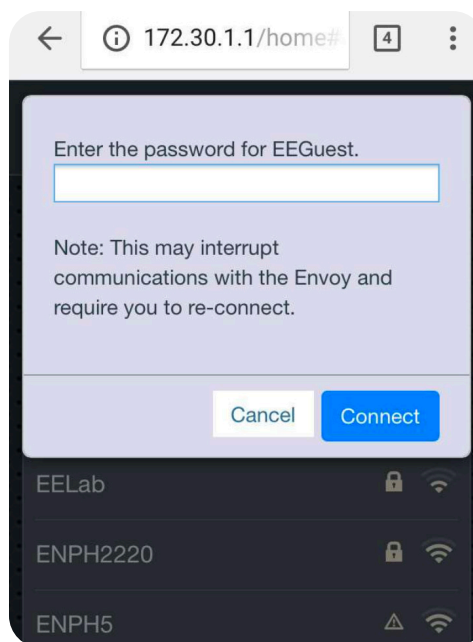 172.30.1.1/home#
4
Enter the password for EEGuest.
Note: This may interrupt
communications with the Envoy and
require you to re-connect.
Cancel Connect
EELab
ENPH2220
ENPH5